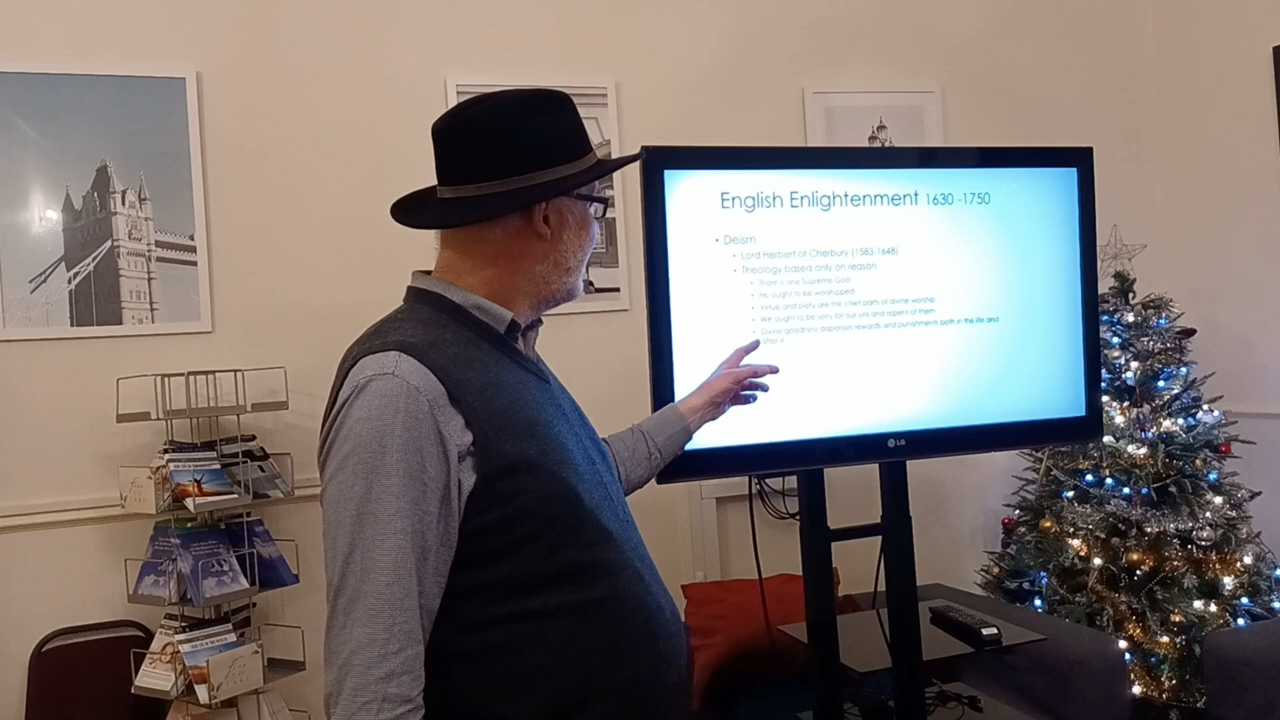 English Enlightenment 1630 -1750
• Deism
• Lord Herbert of Cherbury (1583-1648)
• Theology based only on reason
• There is one Supreme God
• He ought to be worshipped
• Virtue and piety are the chief parts of divine worship
• We ought to be sorry for our sins and repent of them
• Divine goodness dispenses rewards and punishments both in this life and
after it
LG